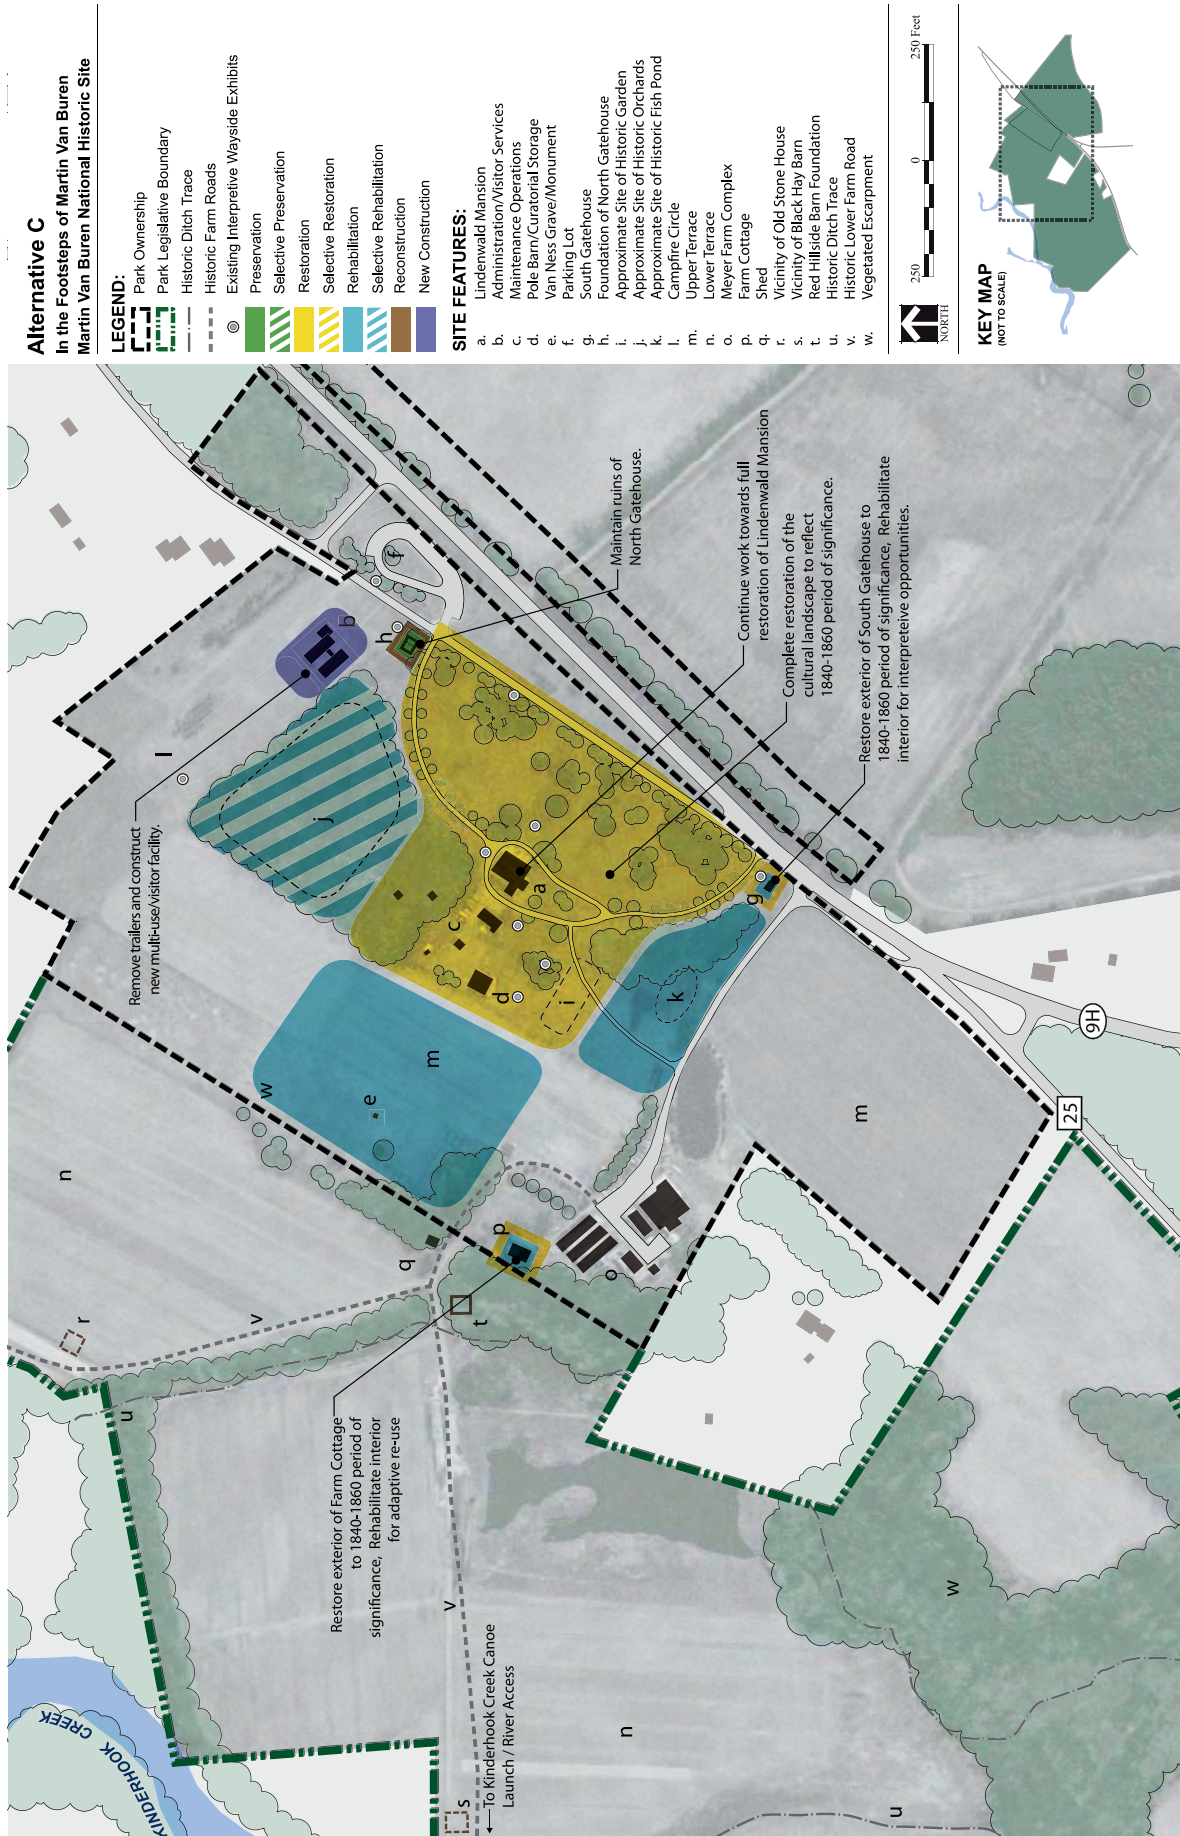 Alternative C
In the Footsteps of Martin Van Buren
Martin Van Buren National Historic Site
LEGEND:
Park Ownership
Park Legislative Boundary
Historic Ditch Trace
Historic Farm Roads
Existing Interpretive Wayside Exhibits
Preservation
Selective Preservation
Restoration
Selective Restoration
Rehabilitation
Selective Rehabilitation
Reconstruction
New Construction
SITE FEATURES:
a. Lindenwald Mansion
b. Administration/Visitor Services
c. Maintenance Operations
d. Pole Barn/Curatorial Storage
e. Van Ness Grave/Monument
f. Parking Lot
g. South Gatehouse
h. Foundation of North Gatehouse
i. Approximate Site of Historic Garden
j. Approximate Site of Historic Orchards
k. Approximate Site of Historic Fish Pond
l. Campfire Circle
m. Upper Terrace
n. Lower Terrace
o. Meyer Farm Complex
p. Farm Cottage
q. Shed
r. Vicinity of Old Stone House
s. Vicinity of Black Hay Barn
t. Red Hillside Barn Foundation
u. Historic Ditch Trace
v. Historic Lower Farm Road
w. Vegetated Escarpment
NORTH
250 0 250 Feet
KEY MAP
(NOT TO SCALE)
Remove trailers and construct
new multi-use/visitor facility.
Maintain ruins of
North Gatehouse.
Continue work towards full
restoration of Lindenwald Mansion
Complete restoration of the
cultural landscape to reflect
1840-1860 period of significance.
Restore exterior of South Gatehouse to
1840-1860 period of significance, Rehabilitate
interior for interpreteive opportunities.
Restore exterior of Farm Cottage
to 1840-1860 period of
significance, Rehabilitate interior
for adaptive re-use
To Kinderhook Creek Canoe
Launch / River Access
KINDERHOOK CREEK
9H
25
l
b
h
f
j
c
a
d
i
g
k
m
e
w
m
n
q
p
o
r
v
t
u
v
s
n
w
u